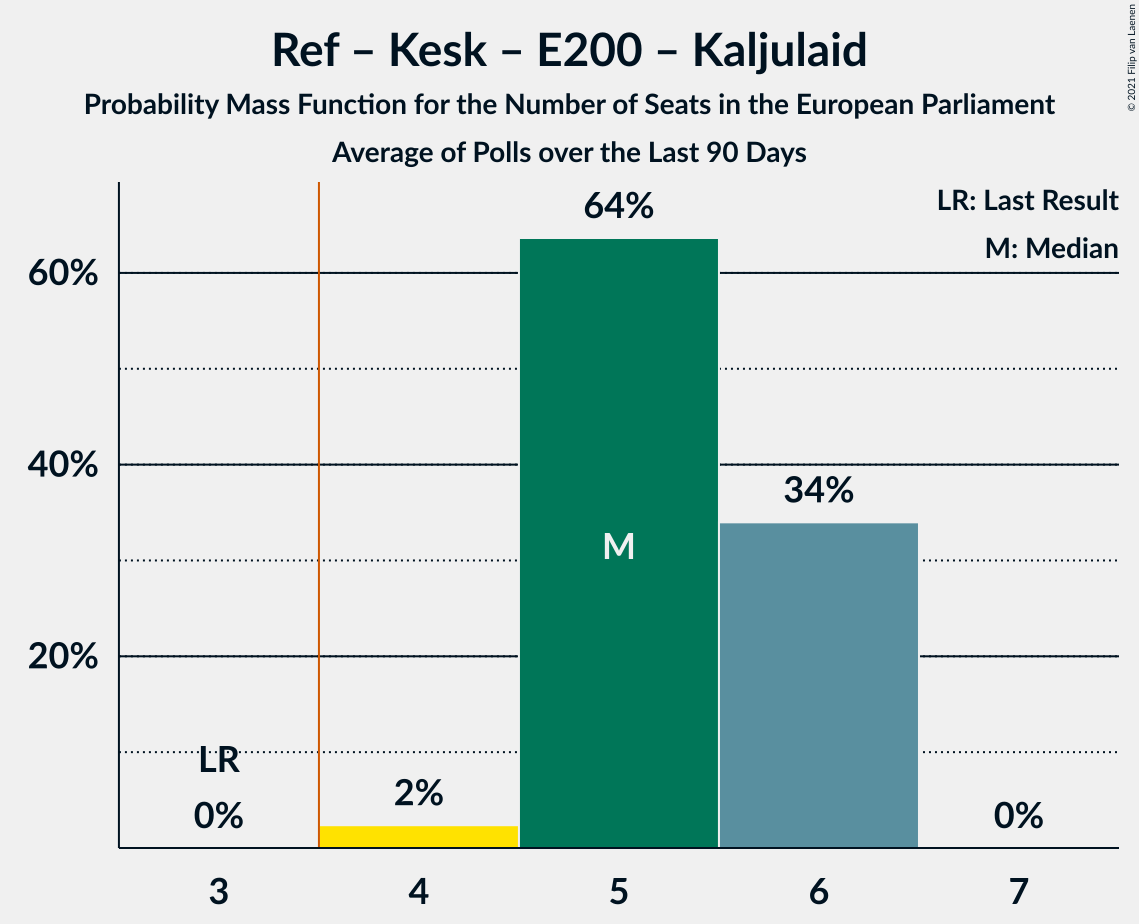 Ref – Kesk – E200 – Kaljulaid
Probability Mass Function for the Number of Seats in the European Parliament
Average of Polls over the Last 90 Days
© 2021 Filip van Laenen
LR: Last Result
M: Median
64%
60%
40%
34%
M
20%
LR
2%
0%
0%
3 4 5 6 7